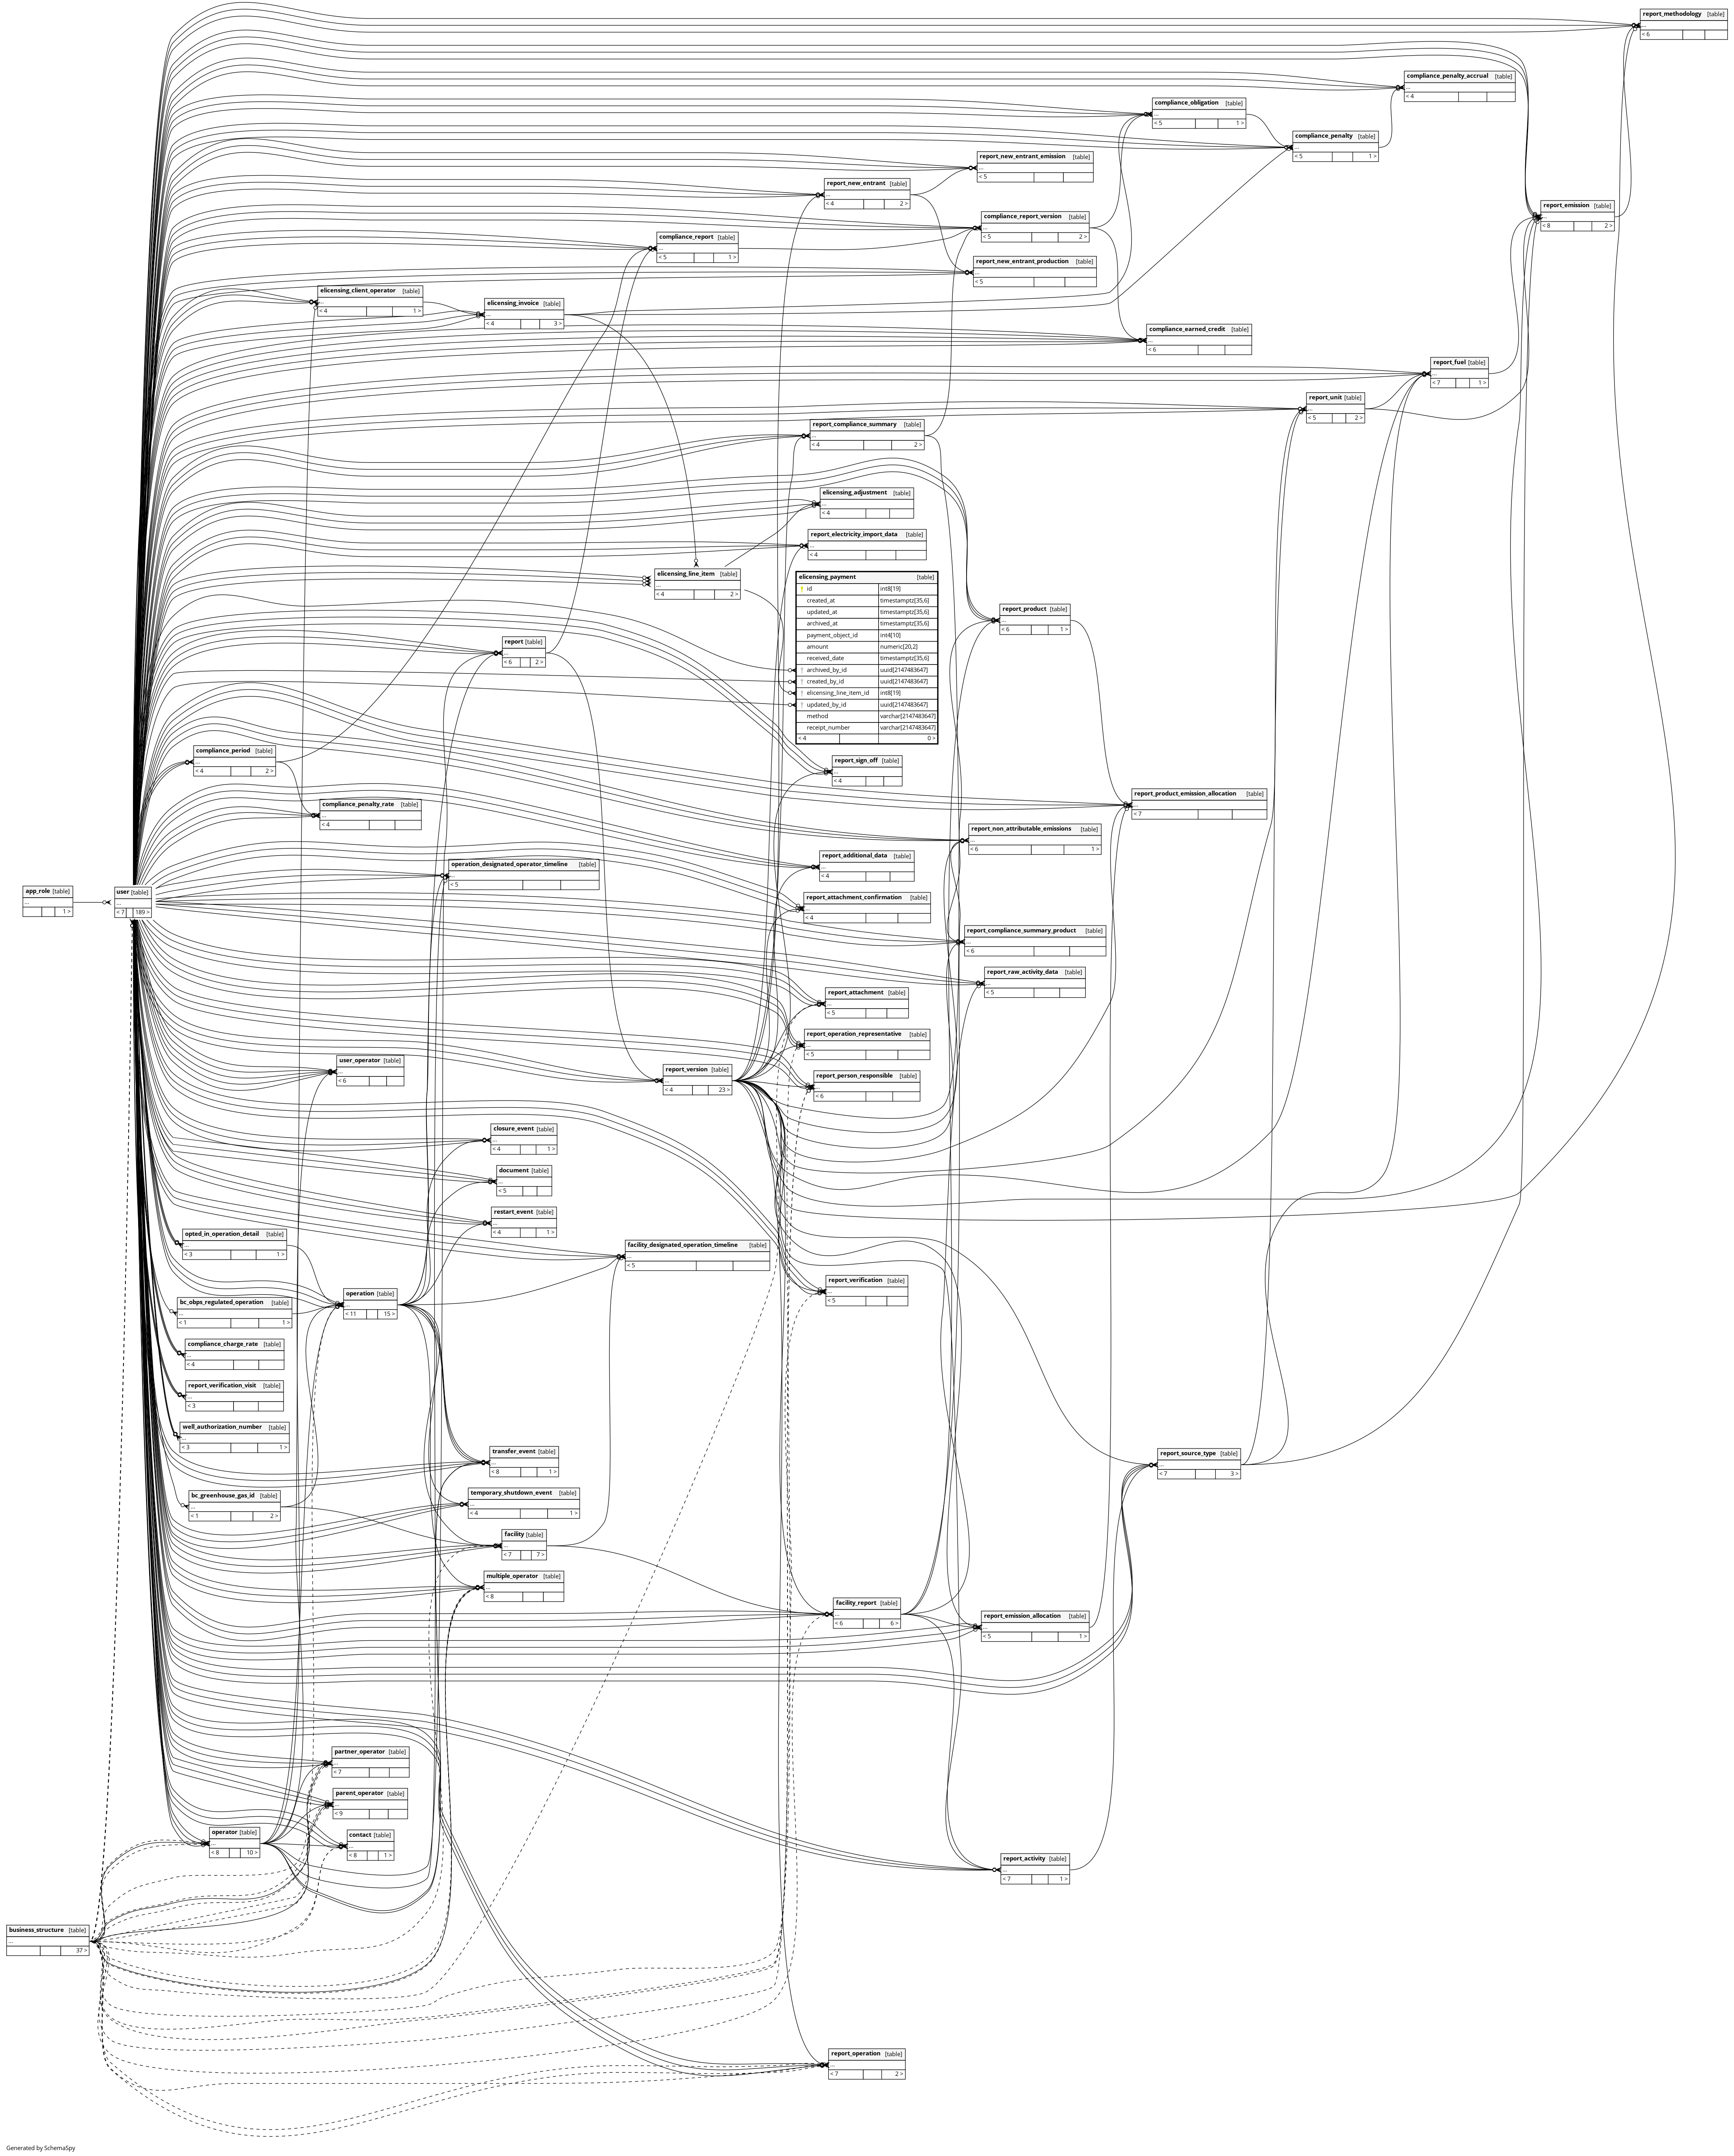 report_methodology [table]
...
< 6
compliance_penalty_accrual [table]
...
< 4
compliance_obligation [table]
...
< 5 1 >
compliance_penalty [table]
...
< 5 1 >
report_new_entrant_emission [table]
...
< 5
report_new_entrant [table]
...
< 4 2 >
report_emission [table]
...
< 8 2 >
compliance_report_version [table]
...
< 5 2 >
compliance_report [table]
...
< 5 1 >
report_new_entrant_production [table]
...
< 5
elicensing_client_operator [table]
...
< 4 1 >
elicensing_invoice [table]
...
< 4 3 >
compliance_earned_credit [table]
...
< 6
report_fuel [table]
...
< 7 1 >
report_unit [table]
...
< 5 2 >
report_compliance_summary [table]
...
< 4 2 >
elicensing_adjustment [table]
...
< 4
report_electricity_import_data [table]
...
< 4
elicensing_line_item [table]
...
< 4 2 >
elicensing_payment [table]
id int8[19]
created_at timestamptz[35,6]
updated_at timestamptz[35,6]
archived_at timestamptz[35,6]
payment_object_id int4[10]
amount numeric[20,2]
received_date timestamptz[35,6]
archived_by_id uuid[2147483647]
created_by_id uuid[2147483647]
elicensing_line_item_id int8[19]
updated_by_id uuid[2147483647]
method varchar[2147483647]
receipt_number varchar[2147483647]
< 4 0 >
report_product [table]
...
< 6 1 >
report [table]
...
< 6 2 >
compliance_period [table]
...
< 4 2 >
report_sign_off [table]
...
< 4
report_product_emission_allocation [table]
...
< 7
compliance_penalty_rate [table]
...
< 4
report_non_attributable_emissions [table]
...
< 6 1 >
report_additional_data [table]
...
< 4
operation_designated_operator_timeline [table]
...
< 5
app_role [table]
...
1 >
user [table]
...
< 7 189 >
report_attachment_confirmation [table]
...
< 4
report_compliance_summary_product [table]
...
< 6
report_raw_activity_data [table]
...
< 5
report_attachment [table]
...
< 5
report_operation_representative [table]
...
< 5
user_operator [table]
...
< 6
report_version [table]
...
< 4 23 >
report_person_responsible [table]
...
< 6
closure_event [table]
...
< 4 1 >
document [table]
...
< 5
restart_event [table]
...
< 4 1 >
opted_in_operation_detail [table]
...
< 3 1 >
facility_designated_operation_timeline [table]
...
< 5
report_verification [table]
...
< 5
operation [table]
...
< 11 15 >
bc_obps_regulated_operation [table]
...
< 1 1 >
compliance_charge_rate [table]
...
< 4
report_verification_visit [table]
...
< 3
well_authorization_number [table]
...
< 3 1 >
transfer_event [table]
...
< 8 1 >
report_source_type [table]
...
< 7 3 >
bc_greenhouse_gas_id [table]
...
< 1 2 >
temporary_shutdown_event [table]
...
< 4 1 >
facility [table]
...
< 7 7 >
multiple_operator [table]
...
< 8
facility_report [table]
...
< 6 6 >
report_emission_allocation [table]
...
< 5 1 >
partner_operator [table]
...
< 7
parent_operator [table]
...
< 9
operator [table]
...
< 8 10 >
contact [table]
...
< 8 1 >
report_activity [table]
...
< 7 1 >
business_structure [table]
...
37 >
report_operation [table]
...
< 7 2 >
Generated by SchemaSpy